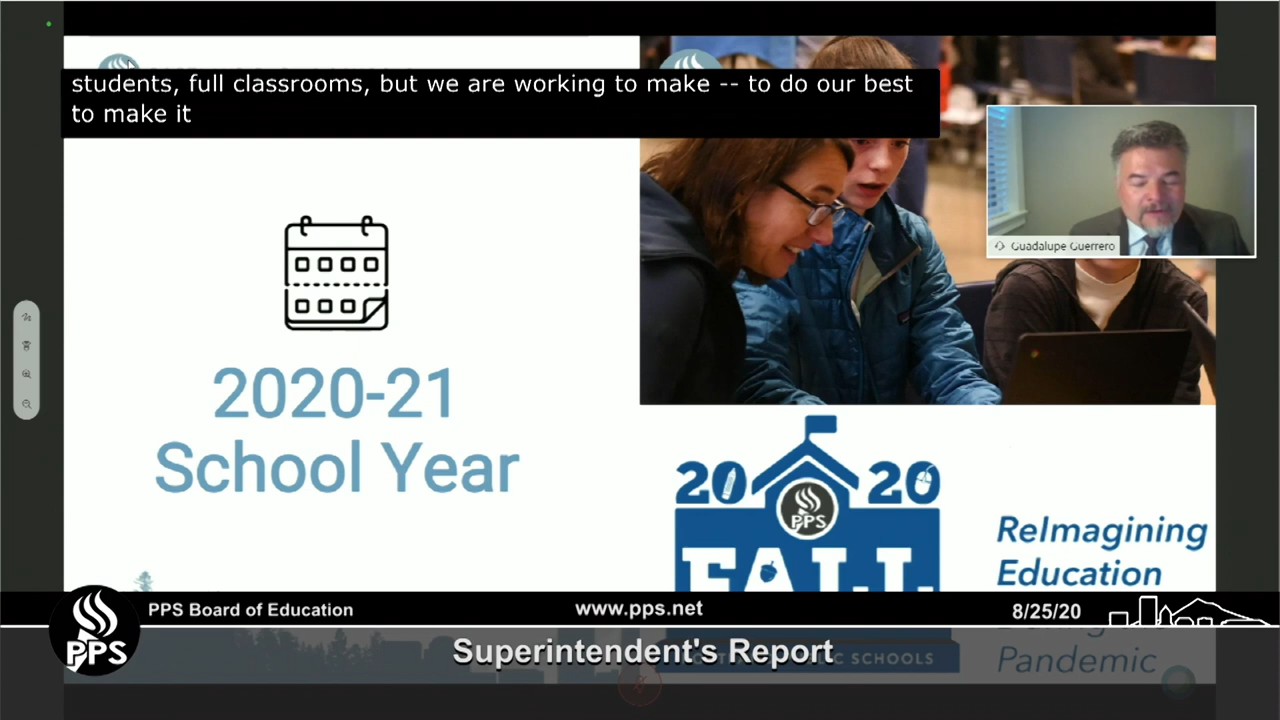 students, full classrooms, but we are working to make -- to do our best
to make it
Guadalupe Guerrero
2020-21
School Year
20 20
PPS
FALL
ReImagining
Education
Pandemic
PPS Board of Education
www.pps.net
8/25/20
PPS
Superintendent's Report
SCHOOLS